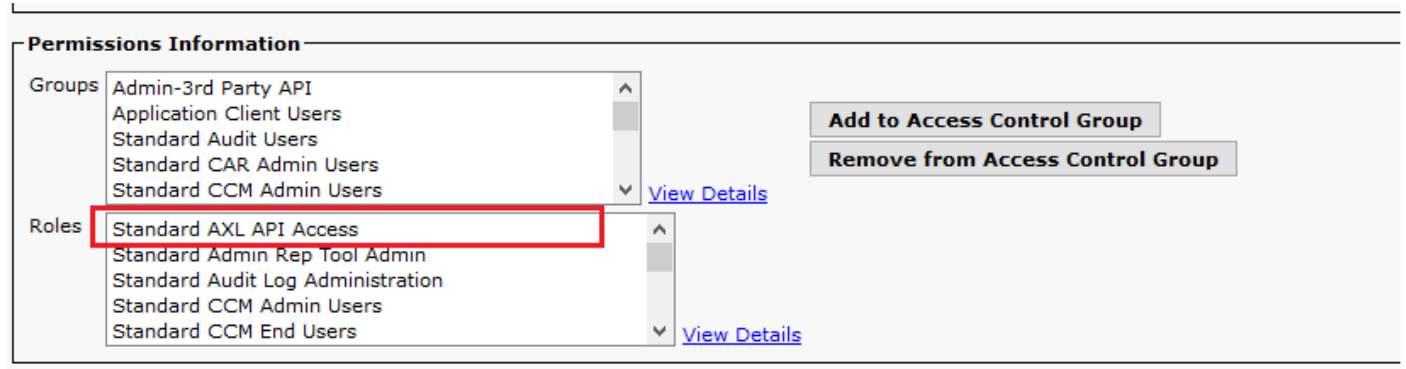 Permissions Information
Groups
Admin-3rd Party API
Application Client Users
Standard Audit Users
Standard CAR Admin Users
Standard CCM Admin Users
View Details
Add to Access Control Group
Remove from Access Control Group
Roles
Standard AXL API Access
Standard Admin Rep Tool Admin
Standard Audit Log Administration
Standard CCM Admin Users
Standard CCM End Users
View Details